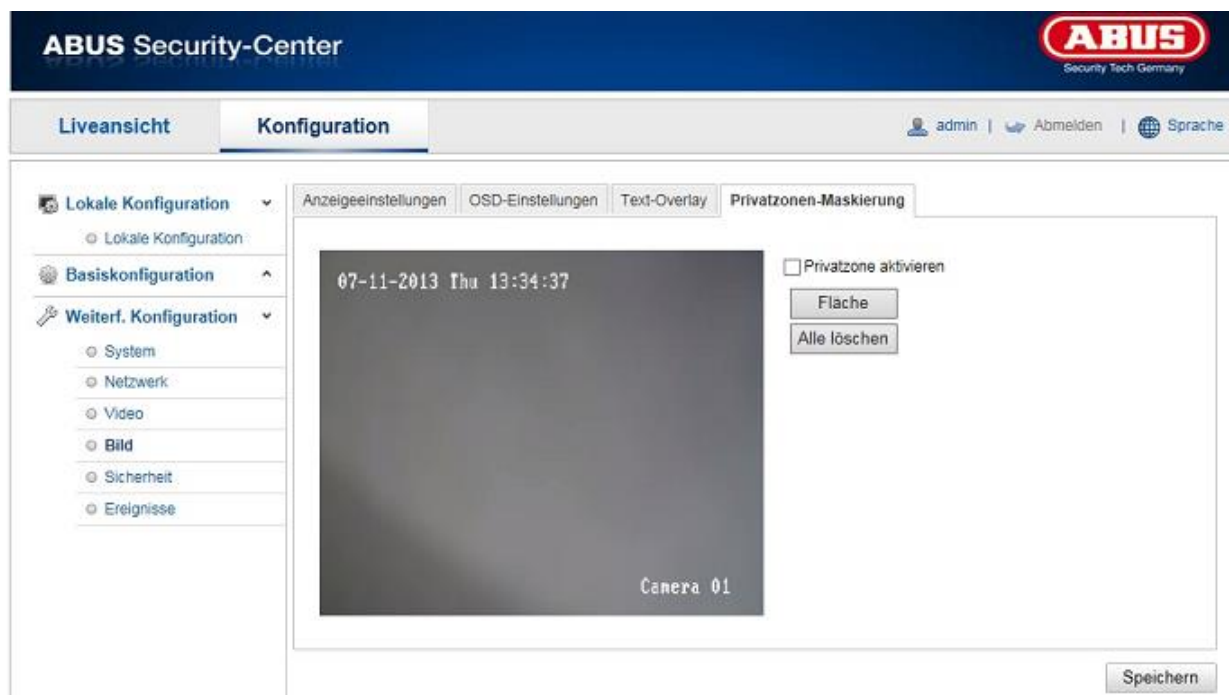 ABUS Security-Center
ABUS
Security Tech Germany
Liveansicht
Konfiguration
admin | Abmelden | Sprache
Lokale Konfiguration
Lokale Konfiguration
Basiskonfiguration
Weiterf. Konfiguration
System
Netzwerk
Video
Bild
Sicherheit
Ereignisse
Anzeigeeinstellungen
OSD-Einstellungen
Text-Overlay
Privatzonen-Maskierung
07-11-2013 Thu 13:34:37
Camera 01
Privatzone aktivieren
Fläche
Alle löschen
Speichern